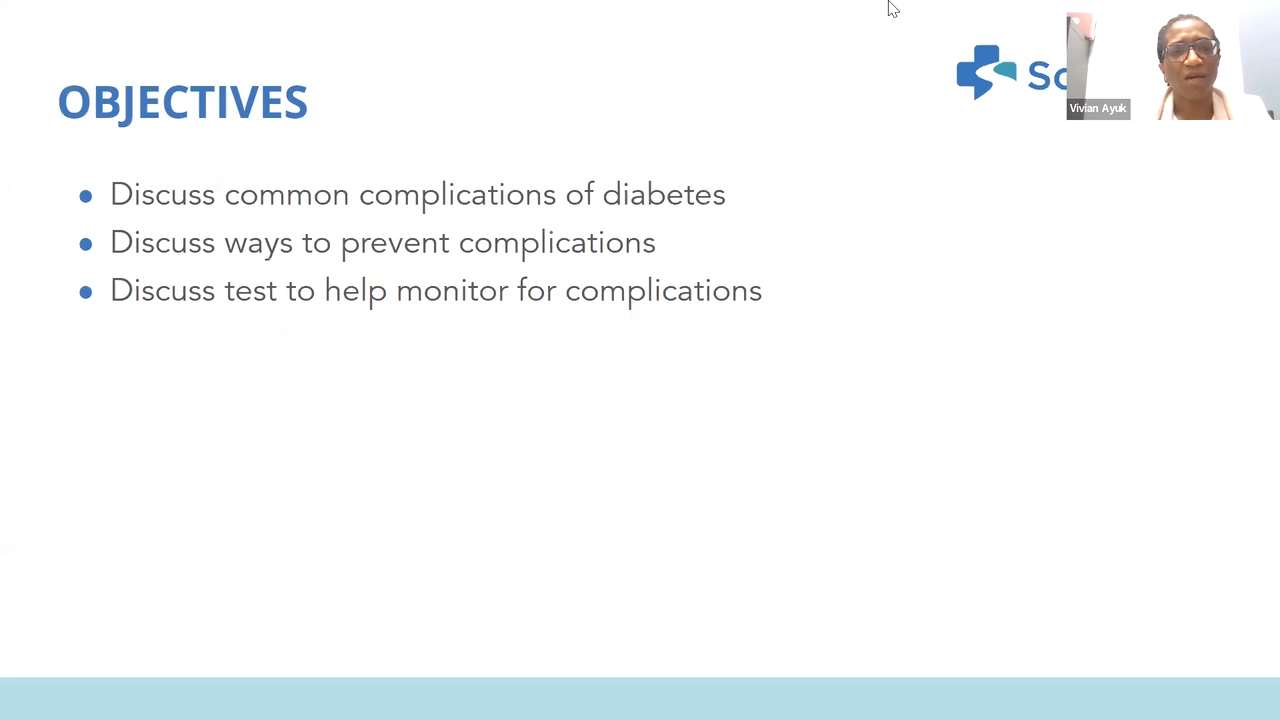 OBJECTIVES
Vivian Ayuk
● Discuss common complications of diabetes
● Discuss ways to prevent complications
● Discuss test to help monitor for complications